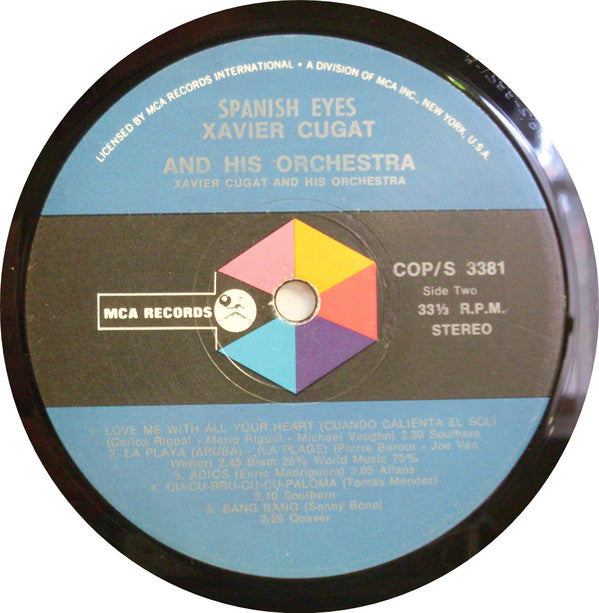 LICENSED BY MCA RECORDS INTERNATIONAL. • A DIVISION OF MCA INC., NEW YORK, U.S.A.
SPANISH EYES
XAVIER CUGAT
AND HIS ORCHESTRA
XAVIER CUGAT AND HIS ORCHESTRA
COP/S 3381
Side Two
33⅓ R.P.M.
STEREO
MCA RECORDS
1. LOVE ME WITH ALL YOUR HEART (CUANDO CALIENTA EL SOL)
(Carlos Rigual - Mario Rigual - Michael Vaughn) 2.30 Southern
2. LA PLAYA (ARUBA) - (LA PLAGE) (Pierre Barour - Joe Van
Wetter) 2.45 Biem 25% World Music 75%
3. ADIOS (Enric Madriguera) 2.05 Allans
4. CU-CU-RRU-CU-CU-PALOMA (Tomas Mendez)
3.10 Southern
5. BANG BANG (Sonny Bono)
2.29 Quaver